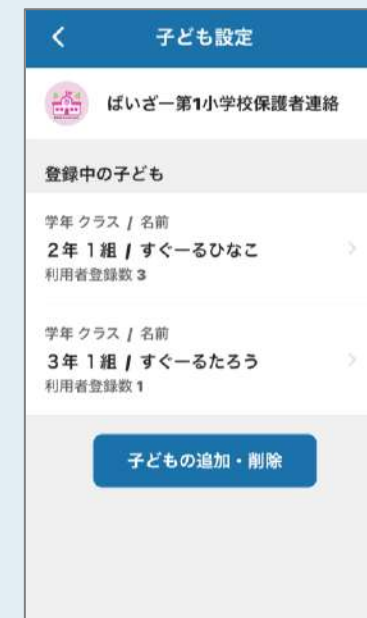 子ども設定
ばいざー第1小学校保護者連絡
登録中の子ども
学年 クラス / 名前
2年 1組 / すぐーるひなこ
利用者登録数 3
学年 クラス / 名前
3年 1組 / すぐーるたろう
利用者登録数 1
子どもの追加・削除